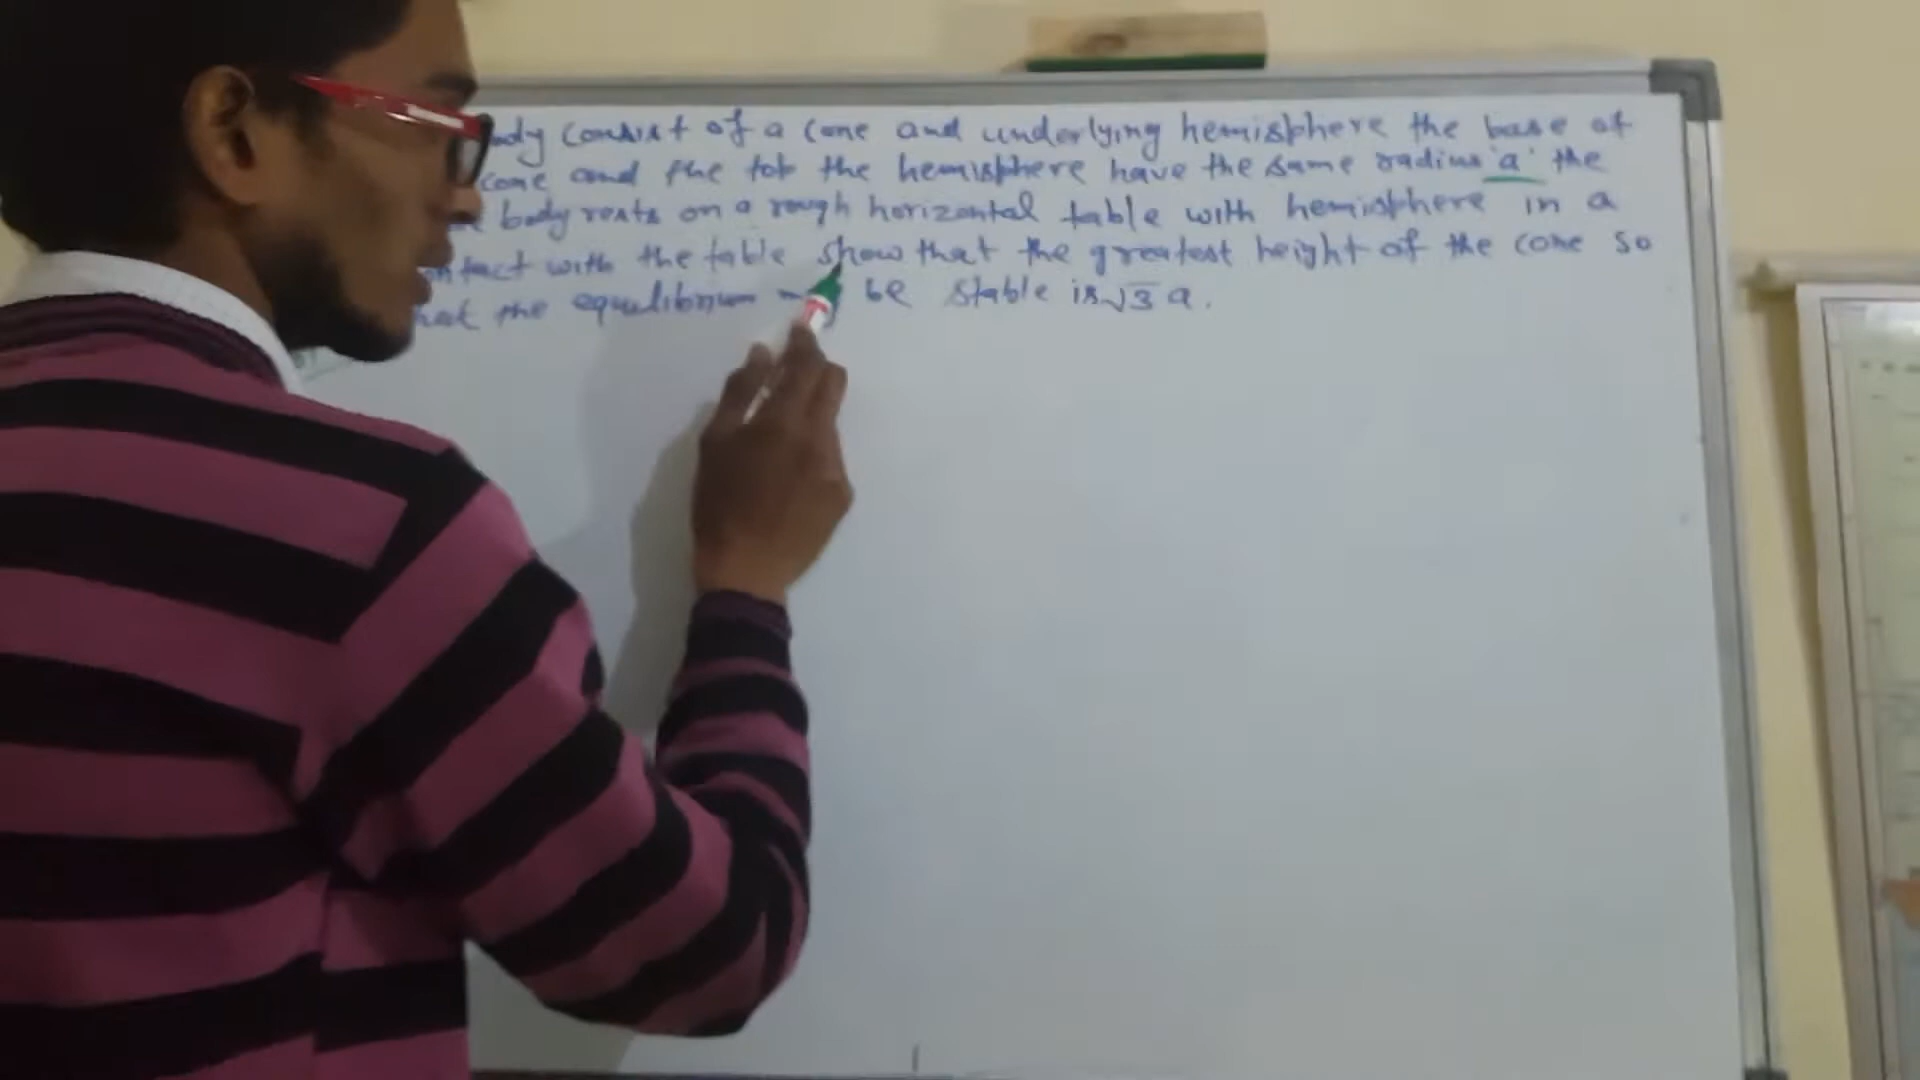 ody consist of a cone and underlying hemisphere the base of
cone and the top the hemisphere have the same radius 'a' the
body rests on a rough horizontal table with hemisphere in a
ntact with the table show that the greatest height of the cone so
hat the equilibrium be stable is √3 a.